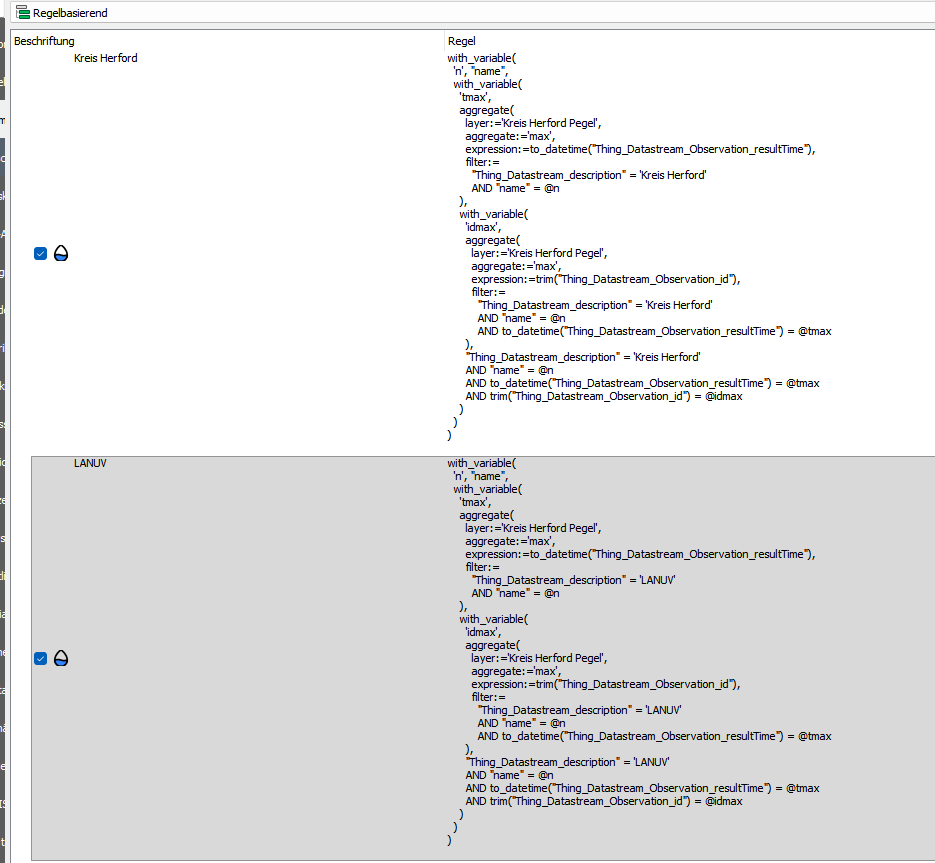 Regelbasierend
Beschriftung Regel
Kreis Herford
with_variable(
'n', "name",
with_variable(
'tmax',
aggregate(
layer:='Kreis Herford Pegel',
aggregate:='max',
expression:=to_datetime("Thing_Datastream_Observation_resultTime"),
filter:=
"Thing_Datastream_description" = 'Kreis Herford'
AND "name" = @n
),
with_variable(
'idmax',
aggregate(
layer:='Kreis Herford Pegel',
aggregate:='max',
expression:=trim("Thing_Datastream_Observation_id"),
filter:=
"Thing_Datastream_description" = 'Kreis Herford'
AND "name" = @n
AND to_datetime("Thing_Datastream_Observation_resultTime") = @tmax
),
"Thing_Datastream_description" = 'Kreis Herford'
AND "name" = @n
AND to_datetime("Thing_Datastream_Observation_resultTime") = @tmax
AND trim("Thing_Datastream_Observation_id") = @idmax
)
)
)
LANUV
with_variable(
'n', "name",
with_variable(
'tmax',
aggregate(
layer:='Kreis Herford Pegel',
aggregate:='max',
expression:=to_datetime("Thing_Datastream_Observation_resultTime"),
filter:=
"Thing_Datastream_description" = 'LANUV'
AND "name" = @n
),
with_variable(
'idmax',
aggregate(
layer:='Kreis Herford Pegel',
aggregate:='max',
expression:=trim("Thing_Datastream_Observation_id"),
filter:=
"Thing_Datastream_description" = 'LANUV'
AND "name" = @n
AND to_datetime("Thing_Datastream_Observation_resultTime") = @tmax
),
"Thing_Datastream_description" = 'LANUV'
AND "name" = @n
AND to_datetime("Thing_Datastream_Observation_resultTime") = @tmax
AND trim("Thing_Datastream_Observation_id") = @idmax
)
)
)